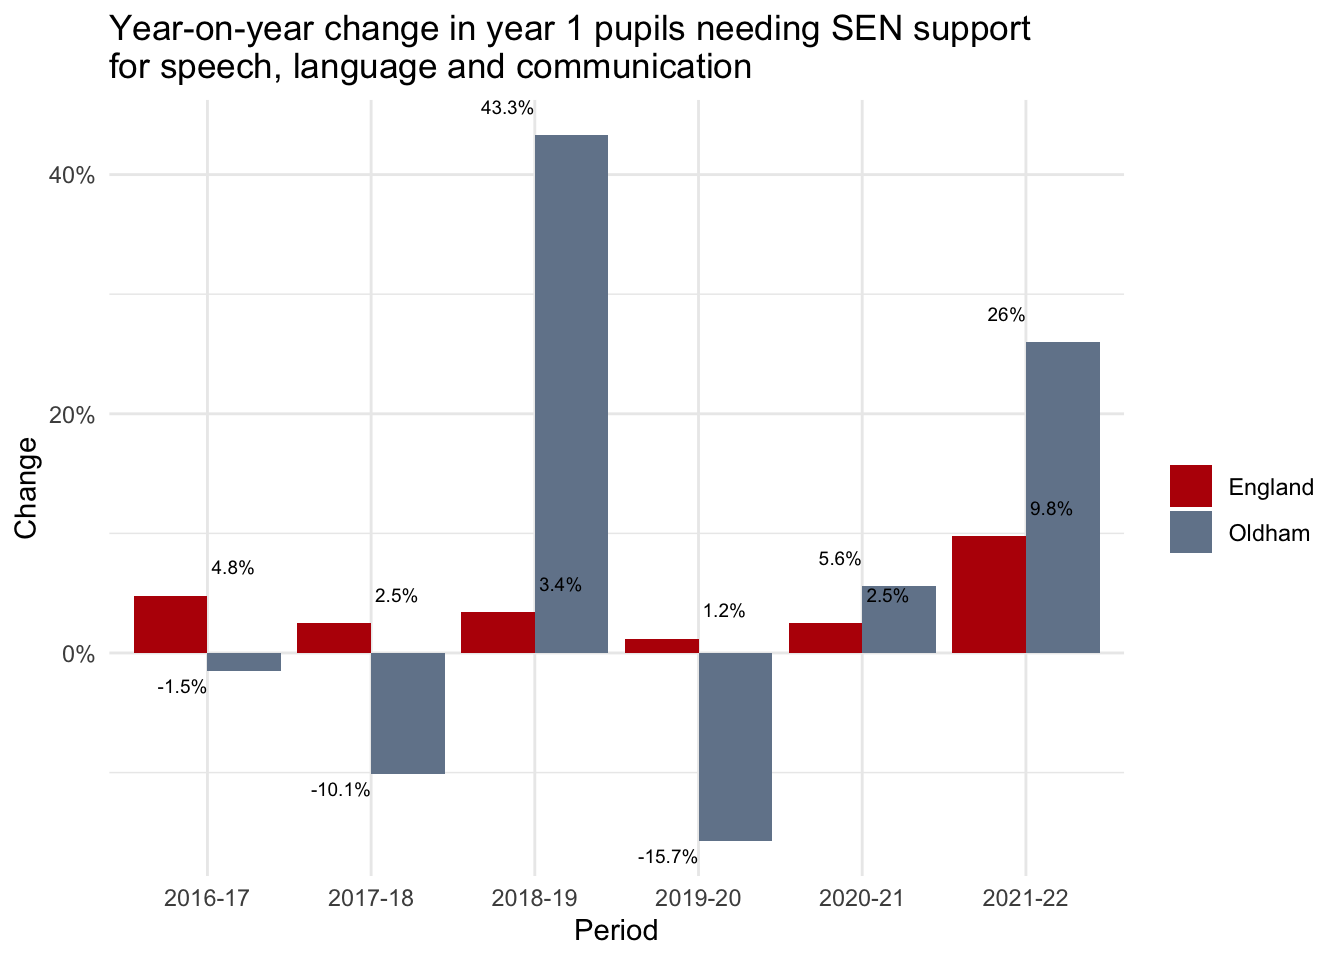 Year-on-year change in year 1 pupils needing SEN support
for speech, language and communication
43.3%
40%
26%
20%
Change
England
9.8%
Oldham
4.8%
2.5%
3.4%
1.2%
5.6%
2.5%
0%
-1.5%
-10.1%
-15.7%
2016-17 2017-18 2018-19 2019-20 2020-21 2021-22
Period